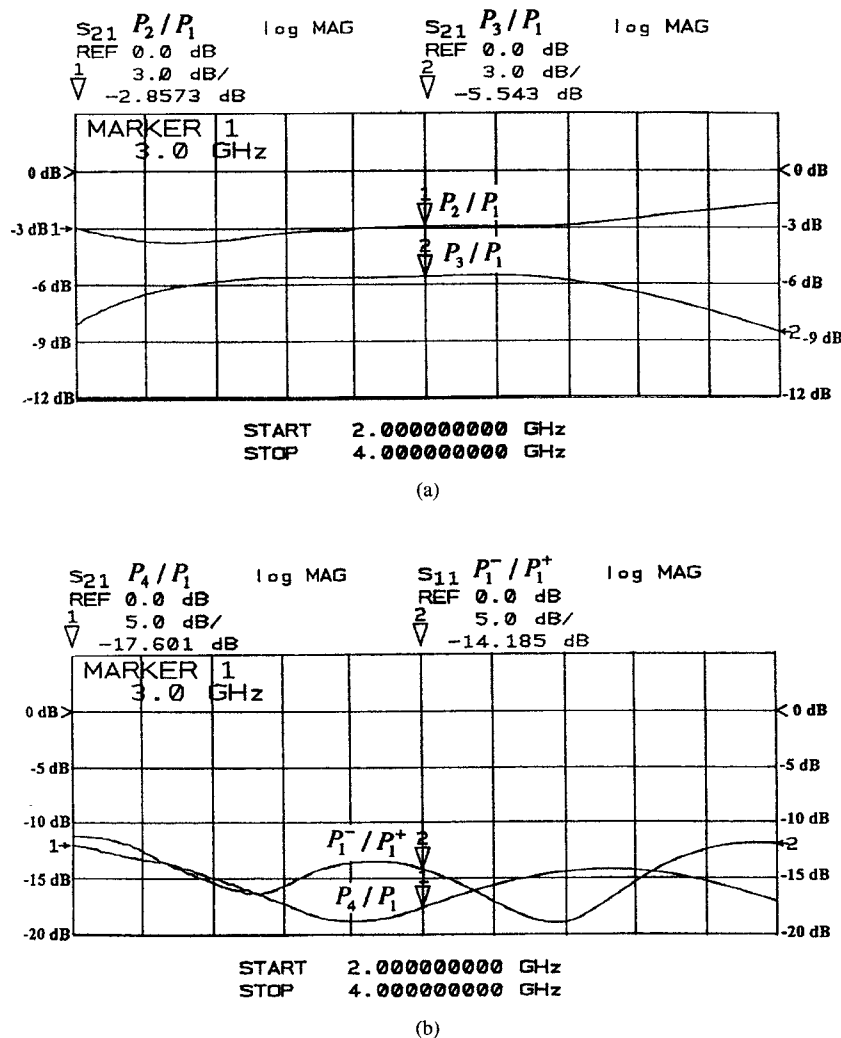 S21 P2/P1 log MAG S21 P3/P1 log MAG
REF 0.0 dB REF 0.0 dB
1 3.0 dB/ 2 3.0 dB/
-2.8573 dB -5.543 dB
MARKER 1
3.0 GHz
0 dB 0 dB
1 P2/P1
-3 dB 1 -3 dB
2 P3/P1
-6 dB -6 dB
-9 dB 2 -9 dB
-12 dB -12 dB
START 2.000000000 GHz
STOP 4.000000000 GHz
(a)
S21 P4/P1 log MAG S11 P1⁻/P1⁺ log MAG
REF 0.0 dB REF 0.0 dB
1 5.0 dB/ 2 5.0 dB/
-17.601 dB -14.185 dB
MARKER 1
3.0 GHz
0 dB 0 dB
-5 dB -5 dB
-10 dB -10 dB
1 P1⁻/P1⁺ 2 2
-15 dB P4/P1 1 -15 dB
-20 dB -20 dB
START 2.000000000 GHz
STOP 4.000000000 GHz
(b)